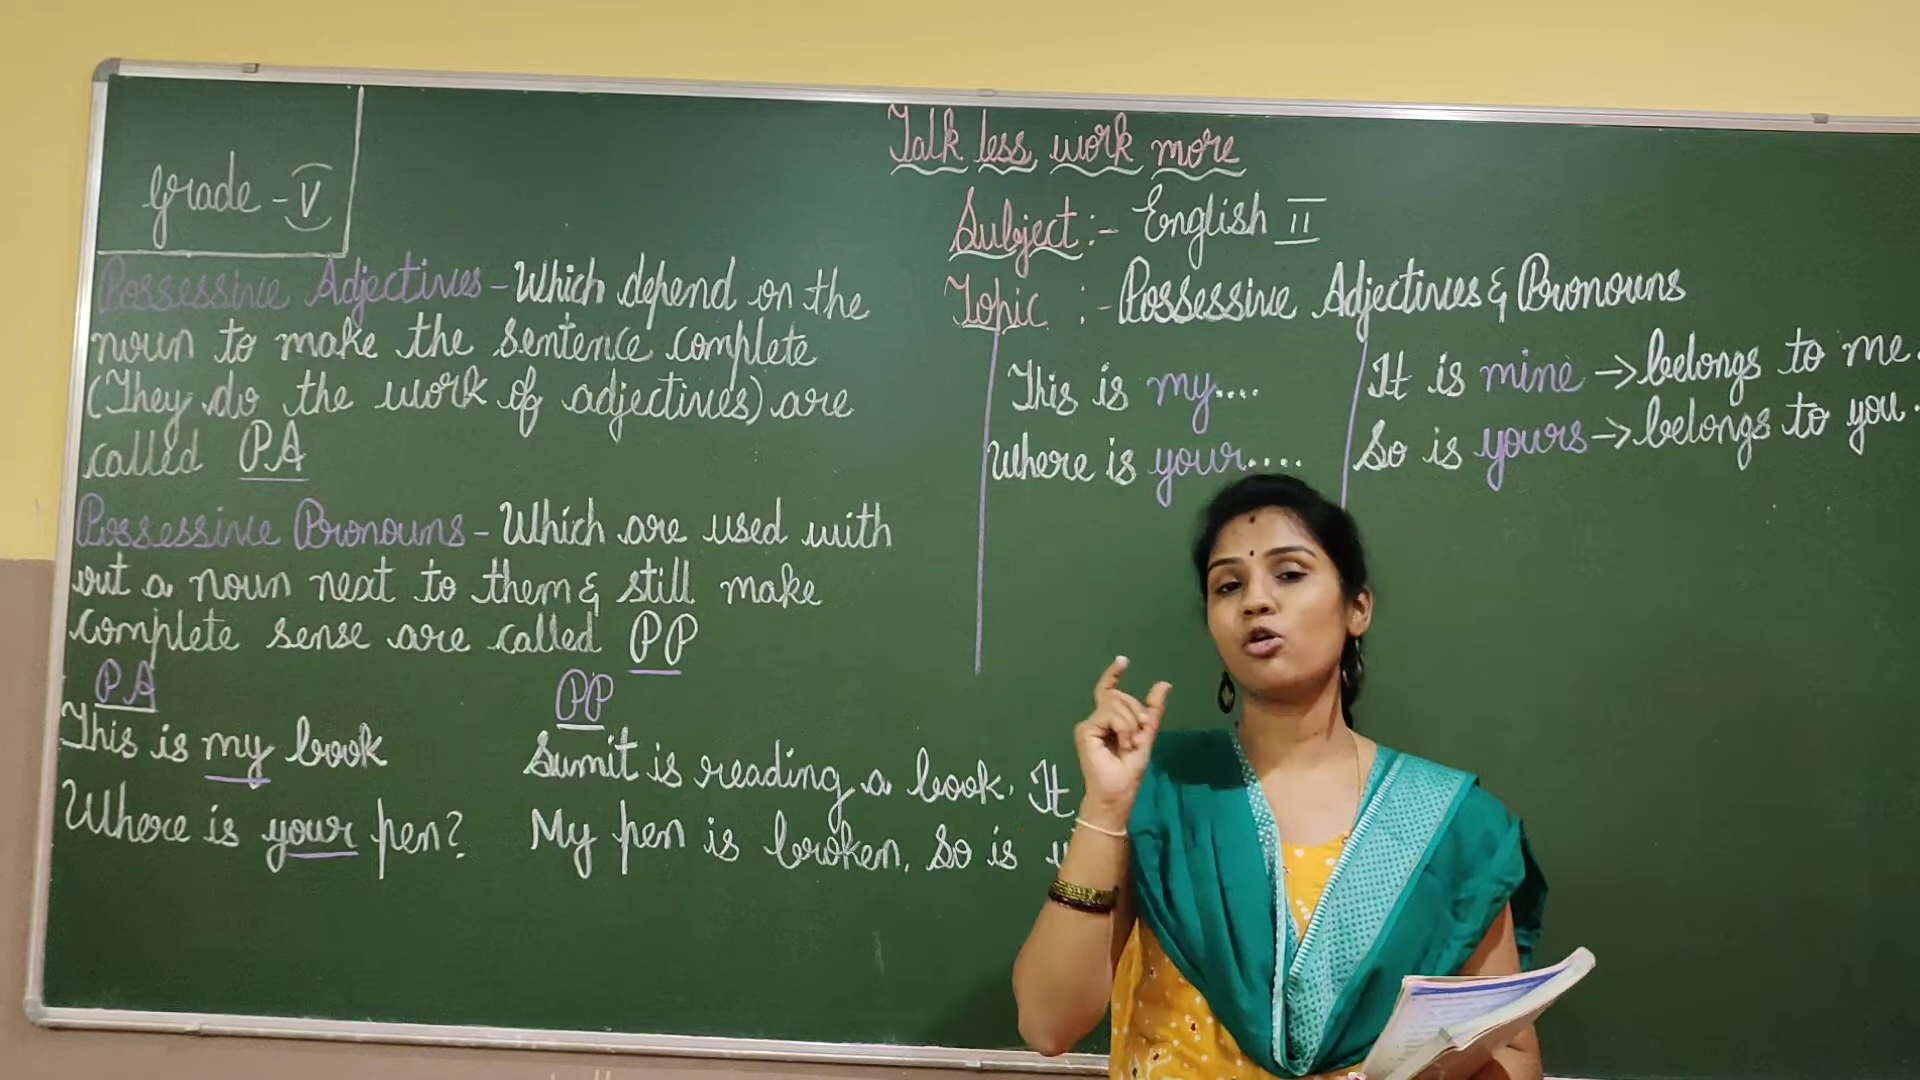 Grade - V
Talk less, work more
Subject :- English II
Topic :- Possessive Adjectives & Pronouns
Possessive Adjectives - Which depend on the
noun to make the sentence complete
(They do the work of adjectives) are
called PA
Possessive Pronouns - Which are used with
out a noun next to them & still make
complete sense are called PP
PA
This is my book
Where is your pen?
PP
Sumit is reading a book. It
My pen is broken. So is
This is my....
Where is your....
It is mine → belongs to me.
So is yours → belongs to you.